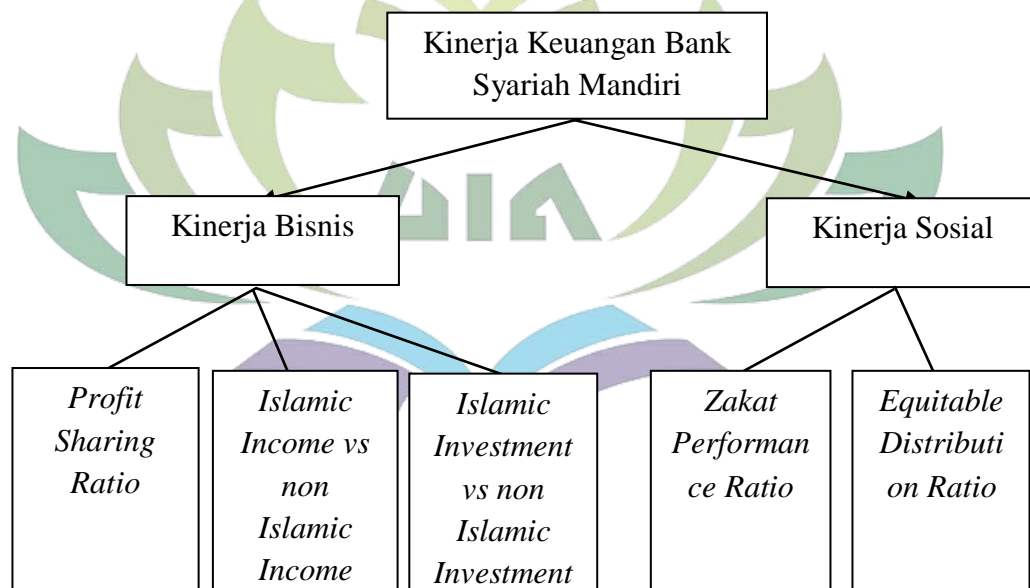 Kinerja Keuangan Bank
Syariah Mandiri
Kinerja Bisnis
Kinerja Sosial
Profit
Sharing
Ratio
Islamic
Income vs
non
Islamic
Income
Islamic
Investment
vs non
Islamic
Investment
Zakat
Performan
ce Ratio
Equitable
Distributi
on Ratio